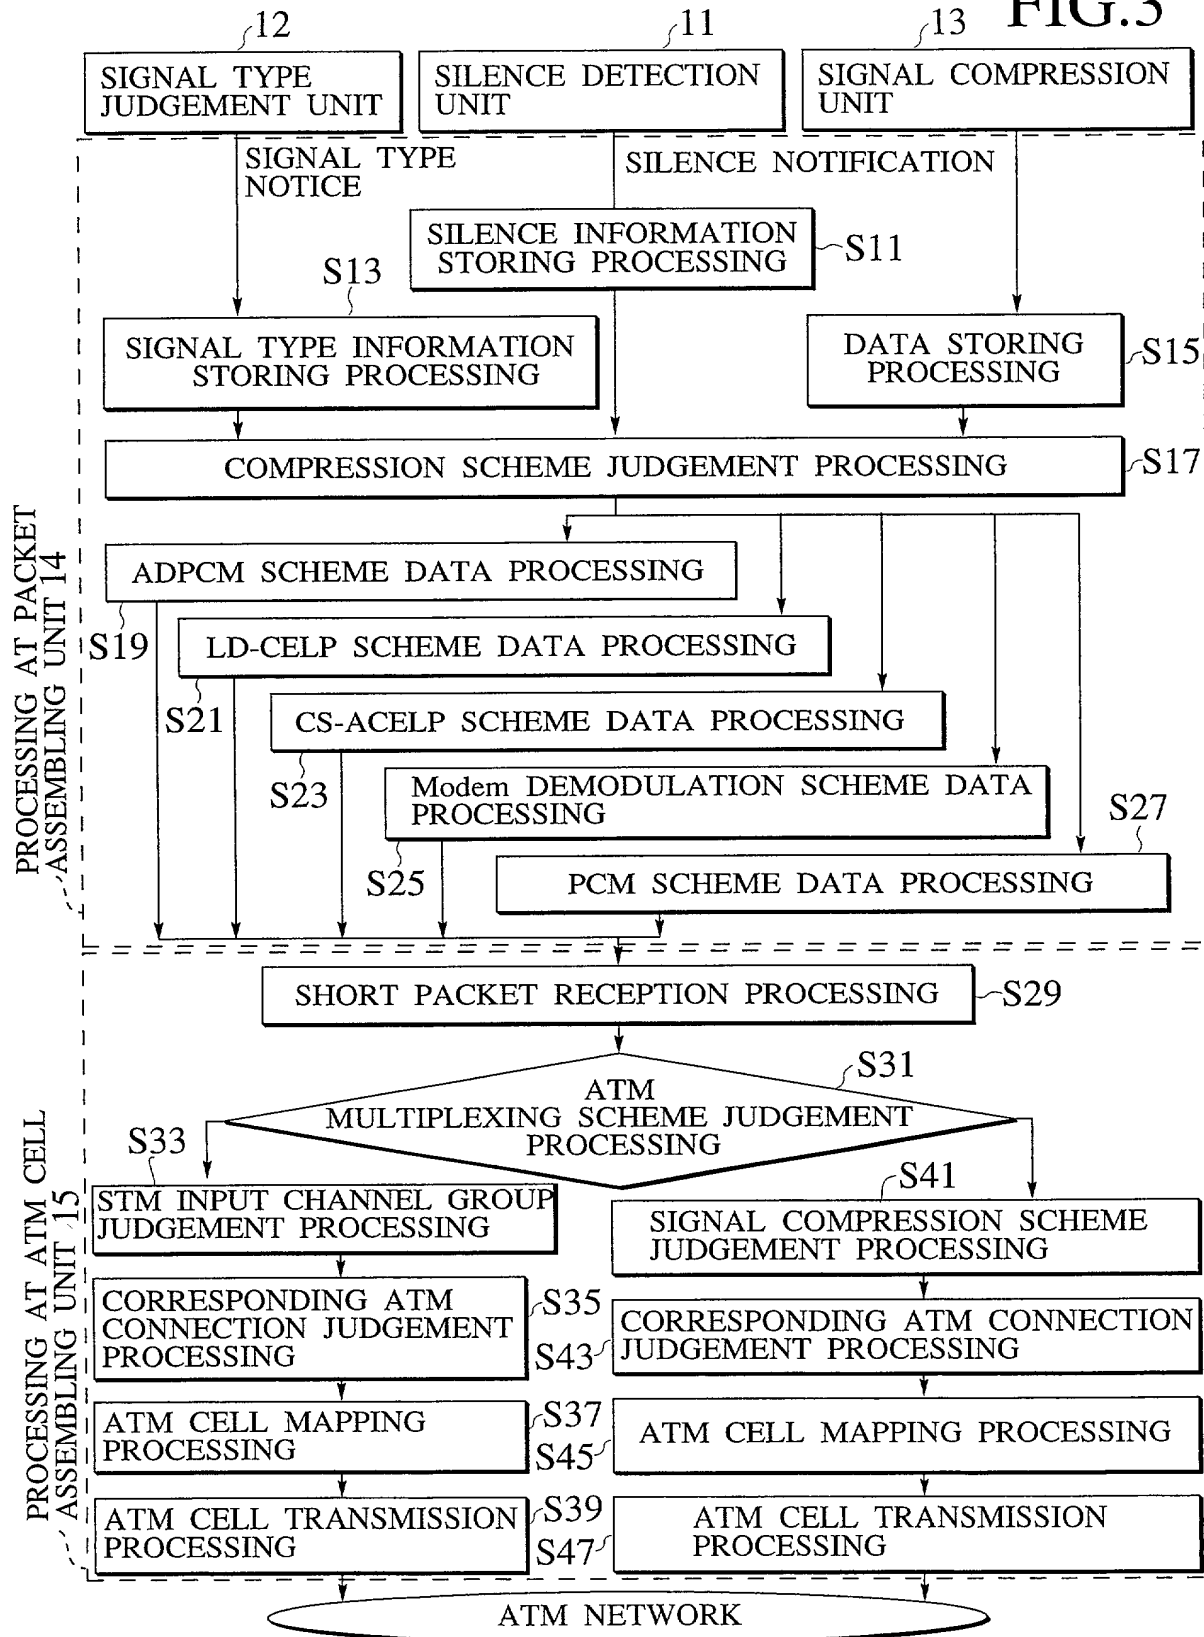 FIG.3
12
11
13
SIGNAL TYPE
JUDGEMENT UNIT
SILENCE DETECTION
UNIT
SIGNAL COMPRESSION
UNIT
SIGNAL TYPE
NOTICE
SILENCE NOTIFICATION
SILENCE INFORMATION
STORING PROCESSING
S11
S13
SIGNAL TYPE INFORMATION
STORING PROCESSING
DATA STORING
PROCESSING
S15
COMPRESSION SCHEME JUDGEMENT PROCESSING
S17
PROCESSING AT PACKET
ASSEMBLING UNIT 14
ADPCM SCHEME DATA PROCESSING
S19
LD-CELP SCHEME DATA PROCESSING
S21
CS-ACELP SCHEME DATA PROCESSING
S23
Modem DEMODULATION SCHEME DATA
PROCESSING
S25
S27
PCM SCHEME DATA PROCESSING
SHORT PACKET RECEPTION PROCESSING
S29
S31
ATM
MULTIPLEXING SCHEME JUDGEMENT
PROCESSING
PROCESSING AT ATM CELL
ASSEMBLING UNIT 15
S33
STM INPUT CHANNEL GROUP
JUDGEMENT PROCESSING
S41
SIGNAL COMPRESSION SCHEME
JUDGEMENT PROCESSING
CORRESPONDING ATM
CONNECTION JUDGEMENT
PROCESSING
S35
S43
CORRESPONDING ATM CONNECTION
JUDGEMENT PROCESSING
ATM CELL MAPPING
PROCESSING
S37
S45
ATM CELL MAPPING PROCESSING
ATM CELL TRANSMISSION
PROCESSING
S39
S47
ATM CELL TRANSMISSION
PROCESSING
ATM NETWORK